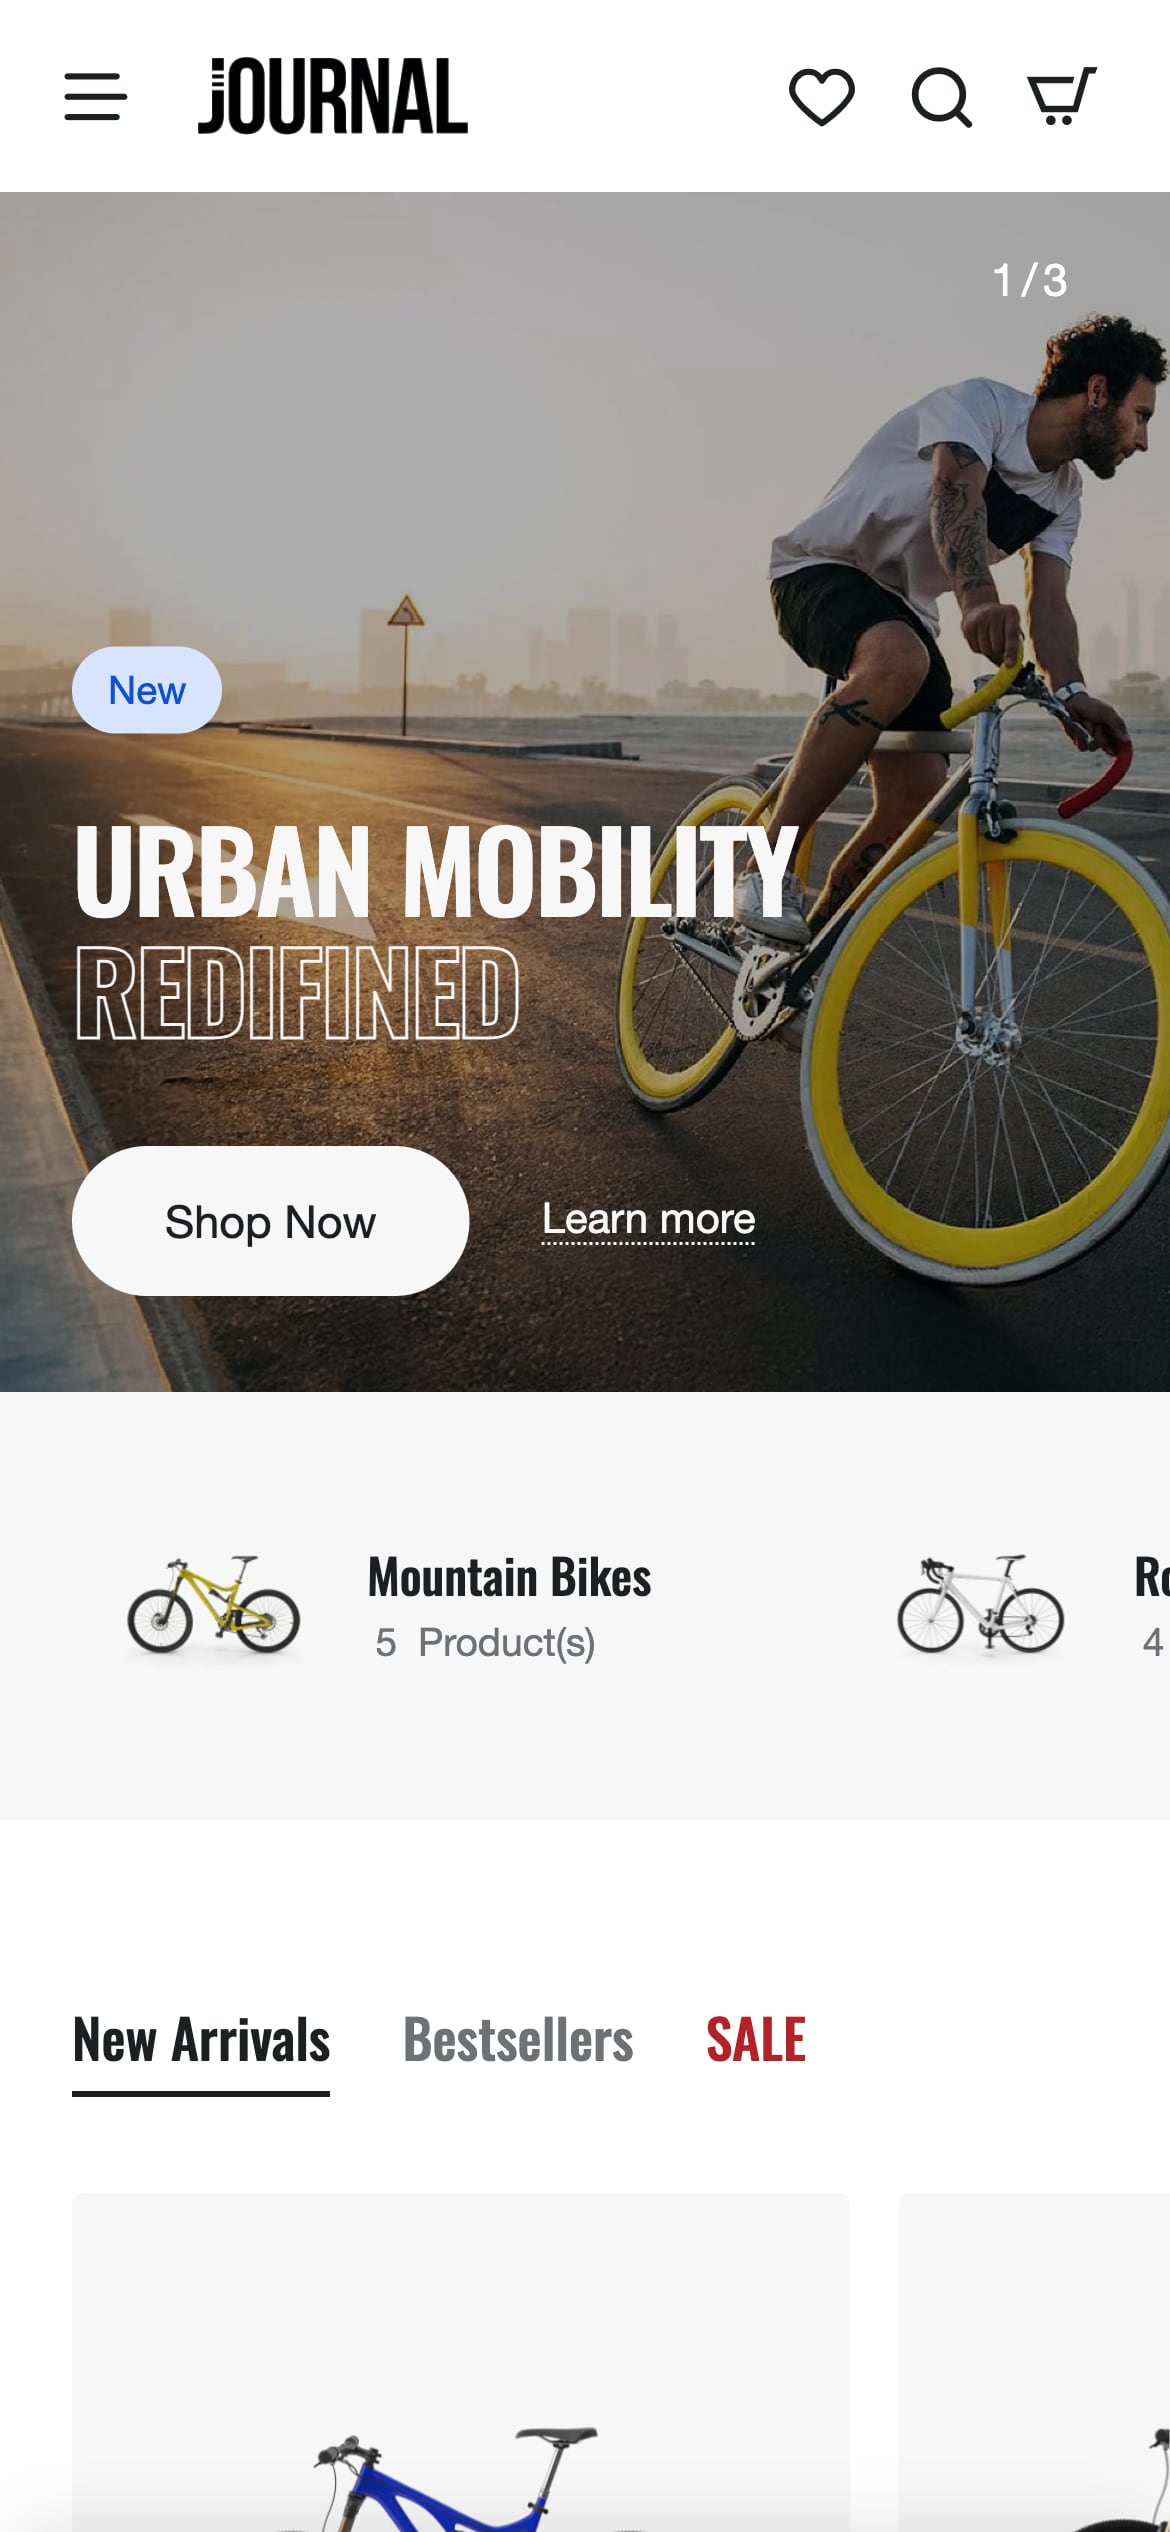 jOURNAL
1/3
New
URBAN MOBILITY
REDIFINED
Shop Now
Learn more
Mountain Bikes
5 Product(s)
4
New Arrivals
Bestsellers
SALE